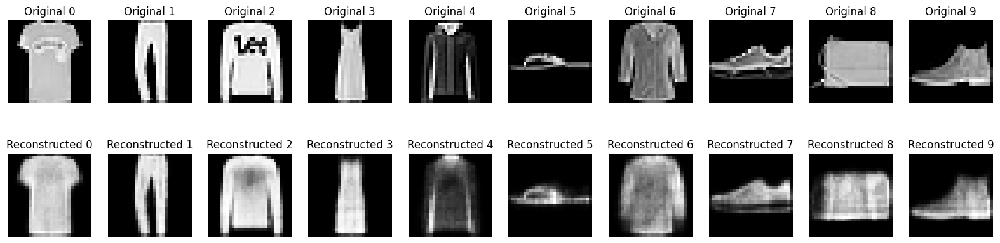 Original 0 Original 1 Original 2 Original 3 Original 4 Original 5 Original 6 Original 7 Original 8 Original 9
Lee
Reconstructed 0 Reconstructed 1 Reconstructed 2 Reconstructed 3 Reconstructed 4 Reconstructed 5 Reconstructed 6 Reconstructed 7 Reconstructed 8 Reconstructed 9